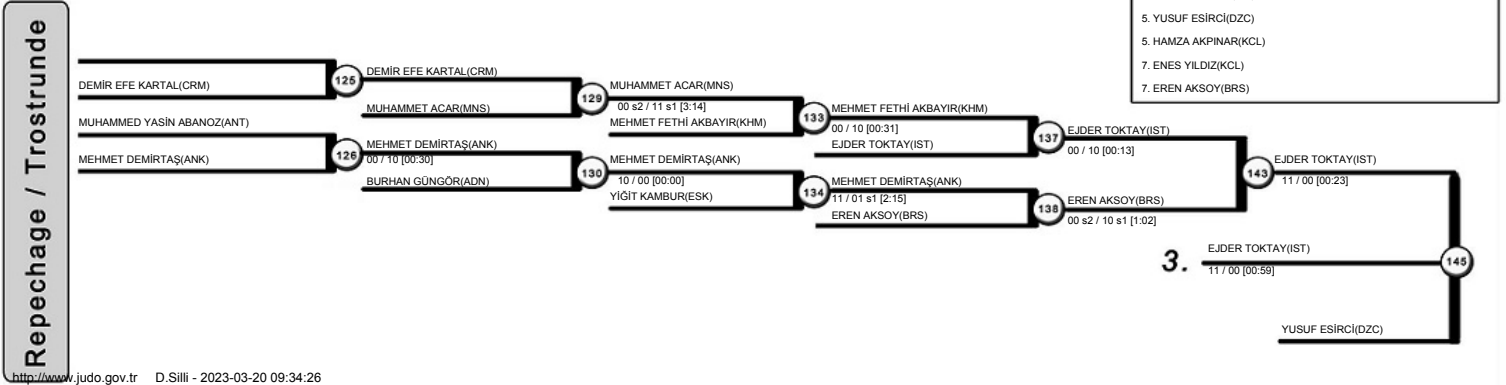 Repechage / Trostrunde
5. YUSUF ESİRCİ(DZC)
5. HAMZA AKPINAR(KCL)
7. ENES YILDIZ(KCL)
7. EREN AKSOY(BRS)
DEMİR EFE KARTAL(CRM)
125
DEMİR EFE KARTAL(CRM)
MUHAMMET ACAR(MNS)
129
MUHAMMET ACAR(MNS)
00 s2 / 11 s1 [3:14]
MEHMET FETHİ AKBAYIR(KHM)
133
MEHMET FETHİ AKBAYIR(KHM)
00 / 10 [00:31]
EJDER TOKTAY(IST)
137
EJDER TOKTAY(IST)
00 / 10 [00:13]
MUHAMMED YASİN ABANOZ(ANT)
MEHMET DEMİRTAŞ(ANK)
126
MEHMET DEMİRTAŞ(ANK)
00 / 10 [00:30]
BURHAN GÜNGÖR(ADN)
130
MEHMET DEMİRTAŞ(ANK)
10 / 00 [00:00]
YİĞİT KAMBUR(ESK)
134
MEHMET DEMİRTAŞ(ANK)
11 / 01 s1 [2:15]
EREN AKSOY(BRS)
138
EREN AKSOY(BRS)
00 s2 / 10 s1 [1:02]
143
EJDER TOKTAY(IST)
11 / 00 [00:23]
3.
EJDER TOKTAY(IST)
11 / 00 [00:59]
145
YUSUF ESİRCİ(DZC)
http://www.judo.gov.tr D.Silli - 2023-03-20 09:34:26